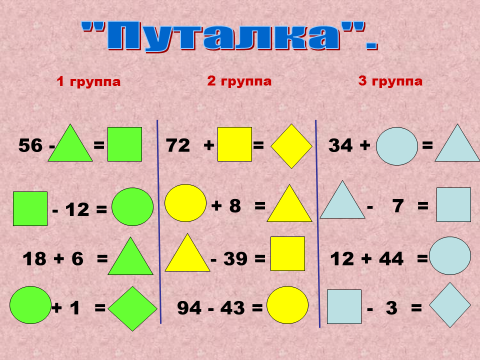 "Путалка".
1 группа 2 группа 3 группа
56 - = 72 + = 34 + =
- 12 = + 8 = - 7 =
18 + 6 = - 39 = 12 + 44 =
+ 1 = 94 - 43 = - 3 =